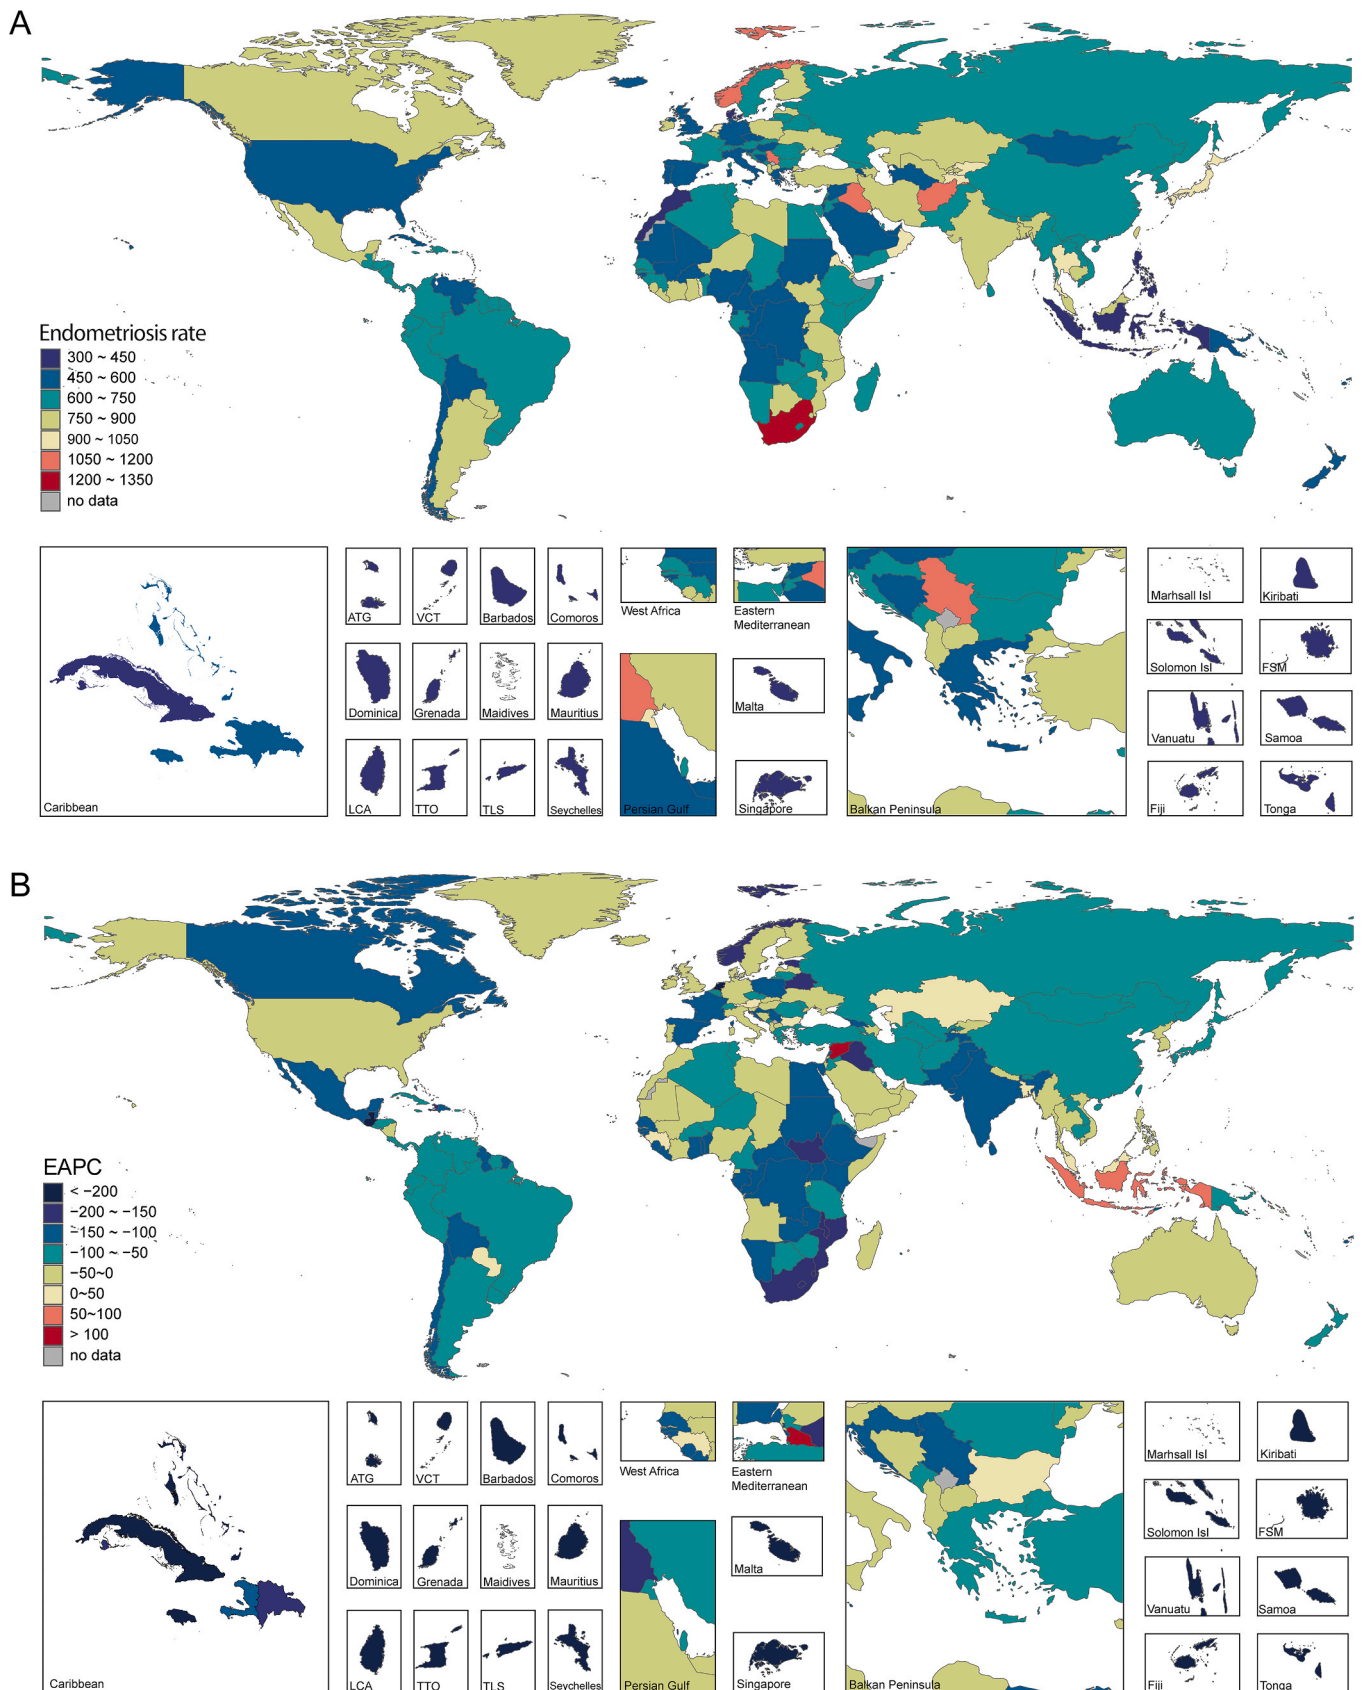 A
Endometriosis rate
300 ~ 450
450 ~ 600
600 ~ 750
750 ~ 900
900 ~ 1050
1050 ~ 1200
1200 ~ 1350
no data
Caribbean
ATG
VCT
Barbados
Comoros
Dominica
Grenada
Maidives
Mauritius
LCA
TTO
TLS
Seychelles
West Africa
Eastern
Mediterranean
Persian Gulf
Malta
Singapore
Balkan Peninsula
Marhsall Isl
Kiribati
Solomon Isl
FSM
Vanuatu
Samoa
Fiji
Tonga
B
EAPC
< −200
−200 ~ −150
−150 ~ −100
−100 ~ −50
−50~0
0~50
50~100
> 100
no data
Caribbean
ATG
VCT
Barbados
Comoros
Dominica
Grenada
Maidives
Mauritius
LCA
TTO
TLS
Seychelles
West Africa
Eastern
Mediterranean
Persian Gulf
Malta
Singapore
Balkan Peninsula
Marhsall Isl
Kiribati
Solomon Isl
FSM
Vanuatu
Samoa
Fiji
Tonga